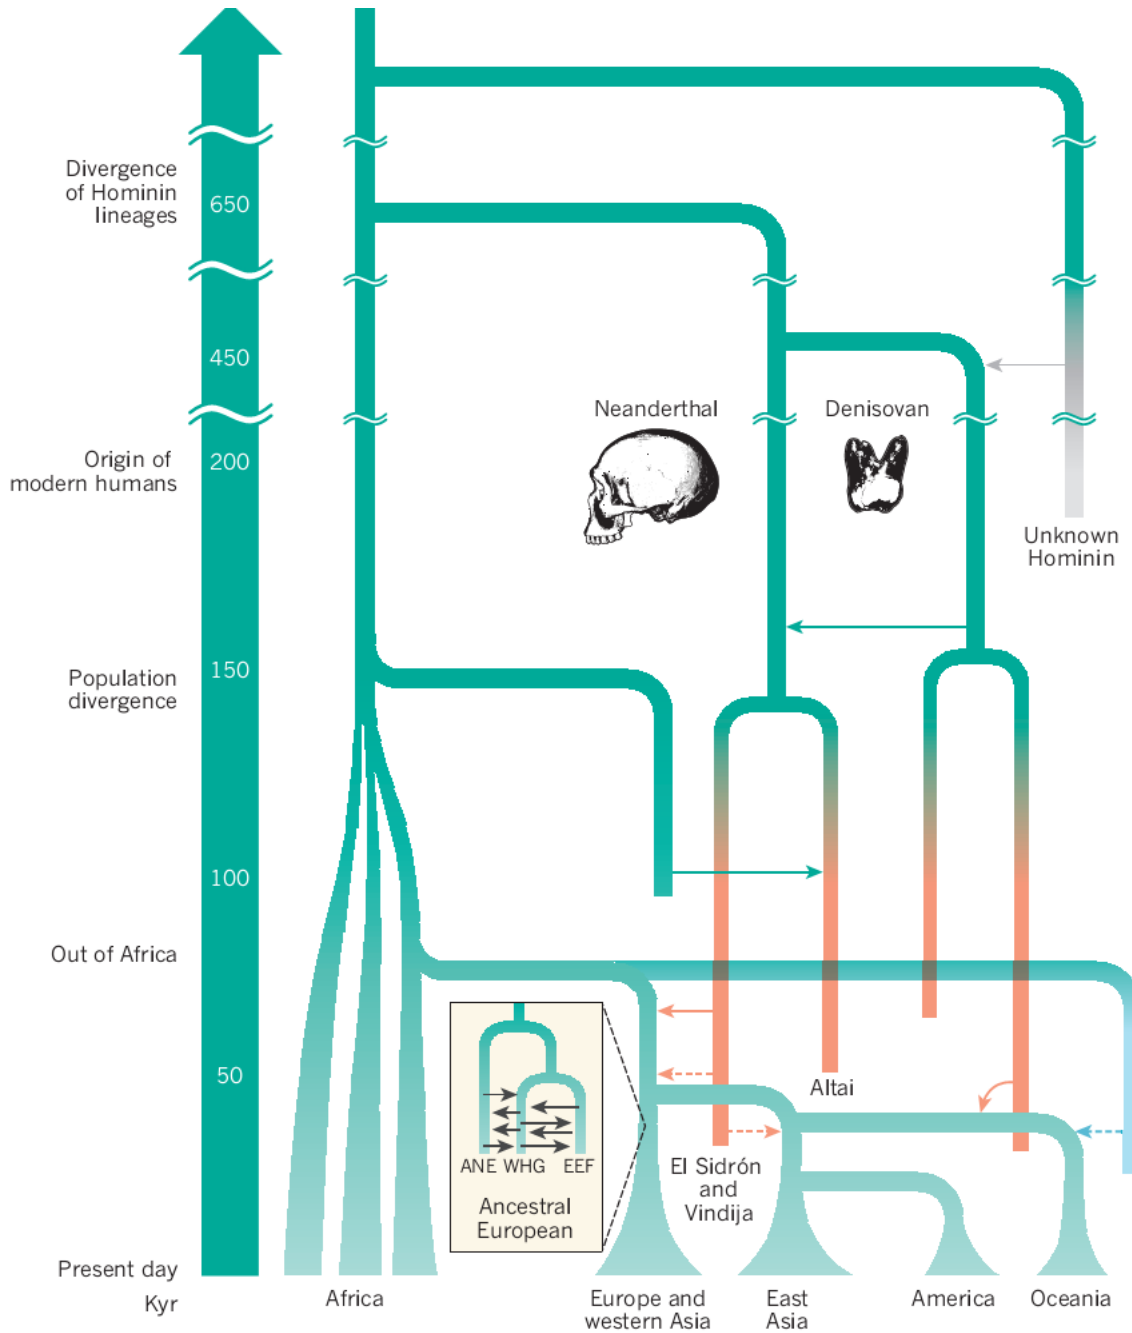 Divergence
of Hominin
lineages
650
450
Neanderthal
Denisovan
Origin of
modern humans
200
Unknown
Hominin
Population
divergence
150
100
Out of Africa
50
Altai
ANE WHG EEF
Ancestral
European
El Sidrón
and
Vindija
Present day
Kyr
Africa
Europe and
western Asia
East
Asia
America
Oceania